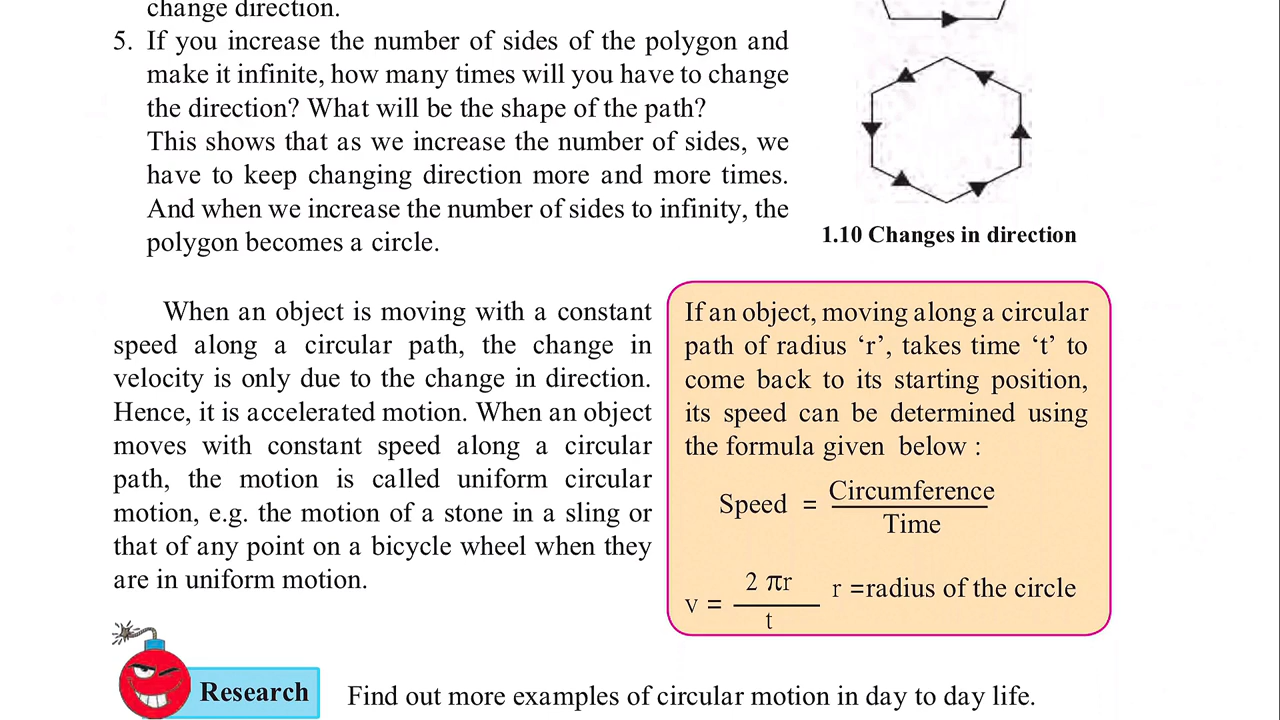 change direction.
5. If you increase the number of sides of the polygon and
make it infinite, how many times will you have to change
the direction? What will be the shape of the path?
This shows that as we increase the number of sides, we
have to keep changing direction more and more times.
And when we increase the number of sides to infinity, the
polygon becomes a circle.
1.10 Changes in direction
When an object is moving with a constant
speed along a circular path, the change in
velocity is only due to the change in direction.
Hence, it is accelerated motion. When an object
moves with constant speed along a circular
path, the motion is called uniform circular
motion, e.g. the motion of a stone in a sling or
that of any point on a bicycle wheel when they
are in uniform motion.
If an object, moving along a circular
path of radius ‘r’, takes time ‘t’ to
come back to its starting position,
its speed can be determined using
the formula given below :
Speed = Circumference
Time
v = 2 πr r =radius of the circle
t
Research Find out more examples of circular motion in day to day life.